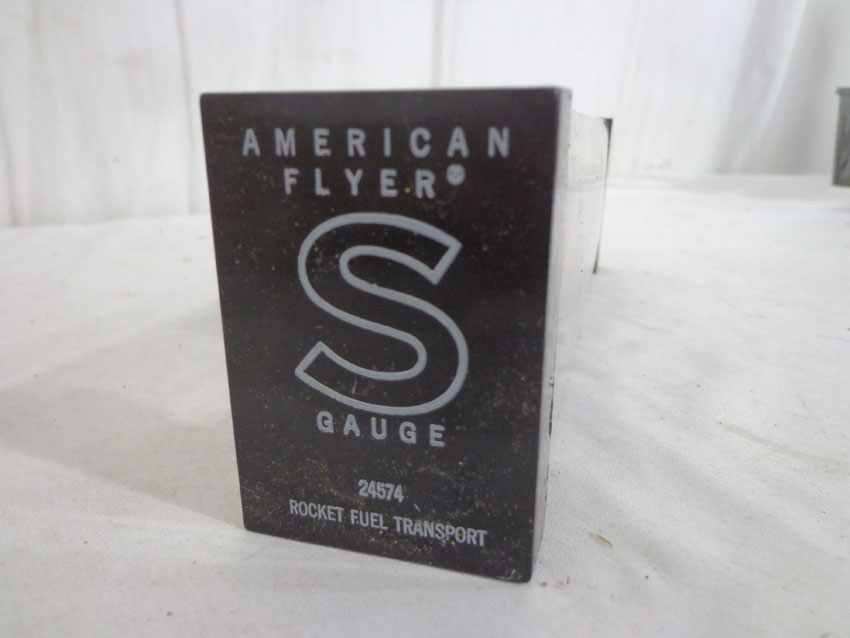 AMERICAN
FLYER®
S
GAUGE
24574
ROCKET FUEL TRANSPORT